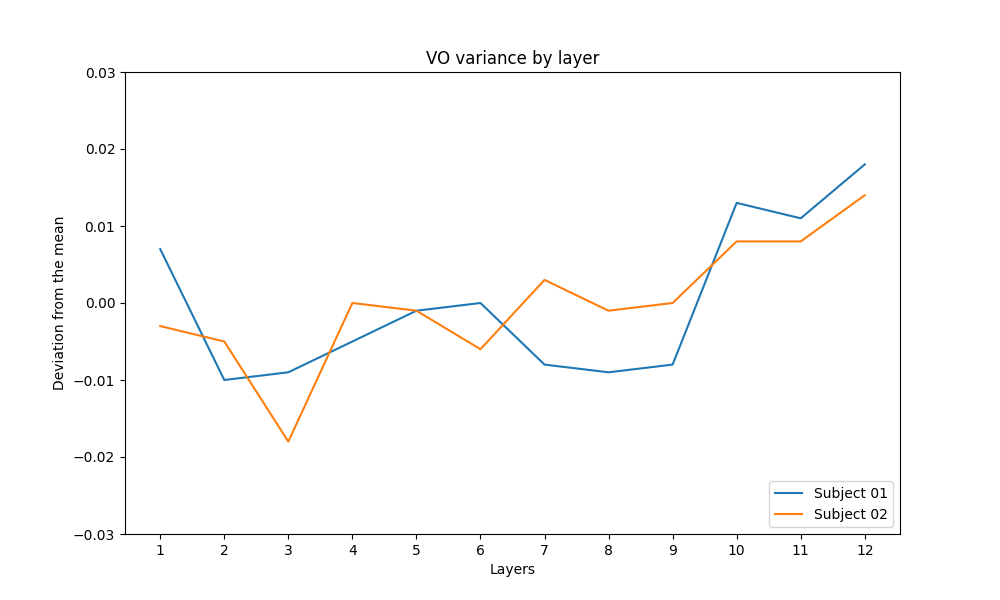 VO variance by layer
0.03
0.02
0.01
0.00
−0.01
−0.02
−0.03
Deviation from the mean
Subject 01
Subject 02
1 2 3 4 5 6 7 8 9 10 11 12
Layers